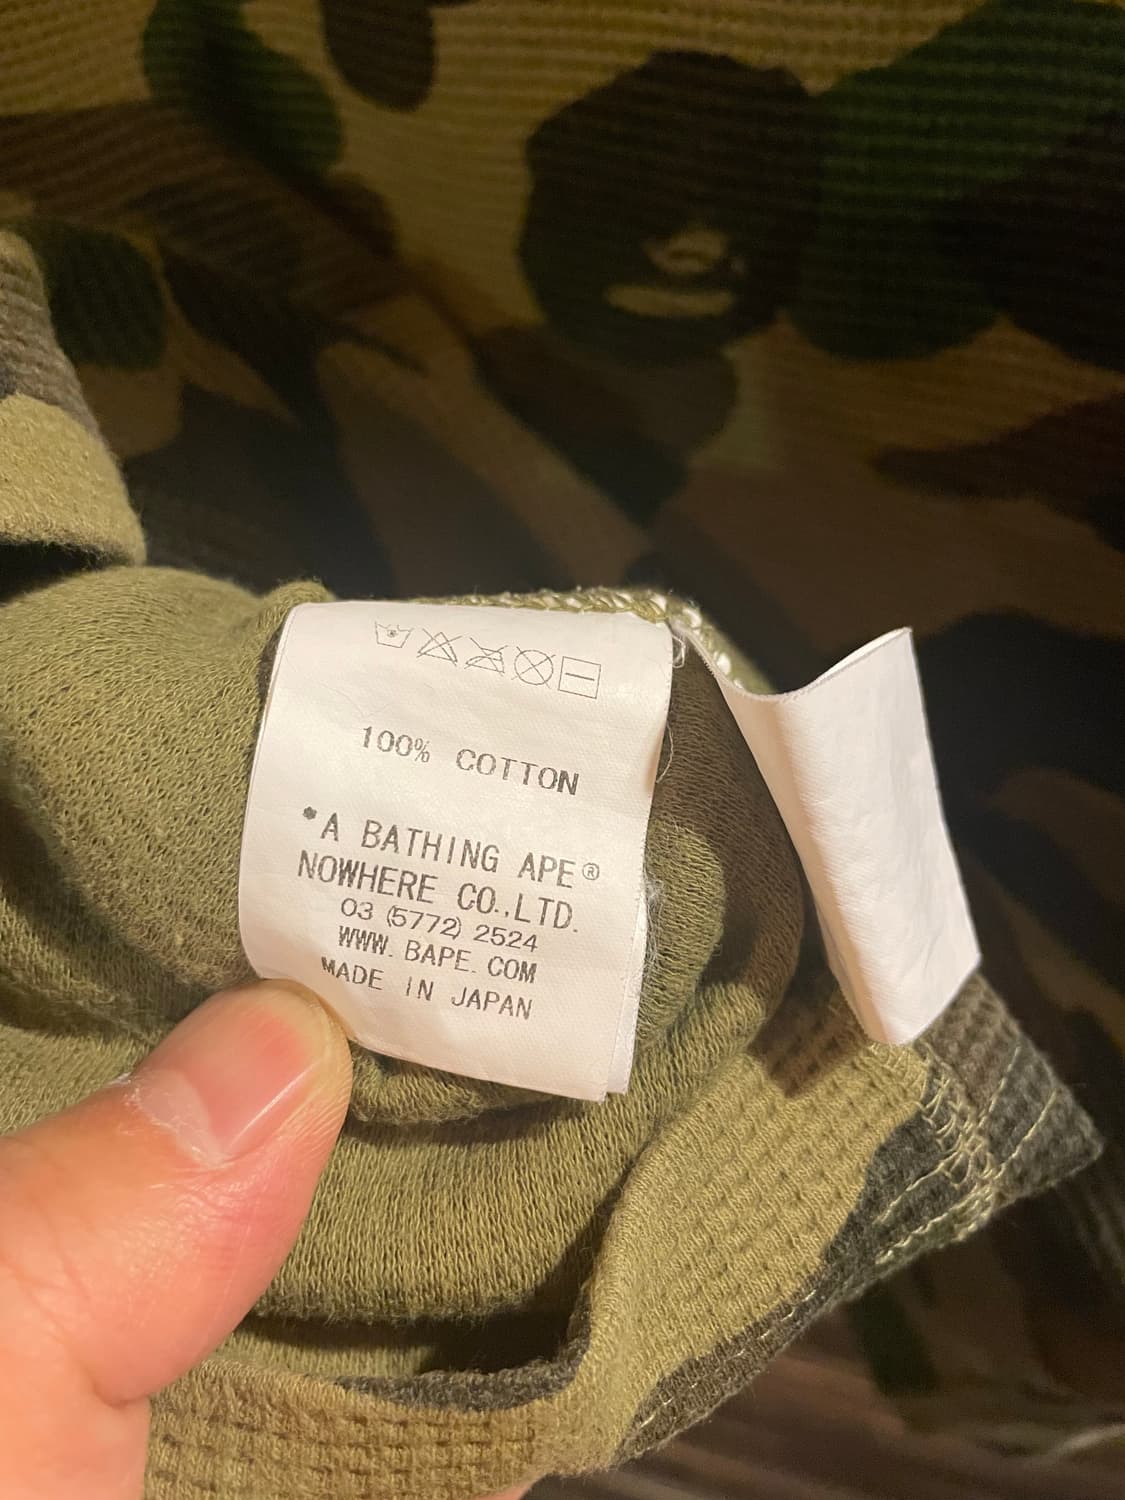 100% COTTON
*A BATHING APE®
NOWHERE CO.,LTD.
03 (5772) 2524
WWW. BAPE. COM
MADE IN JAPAN